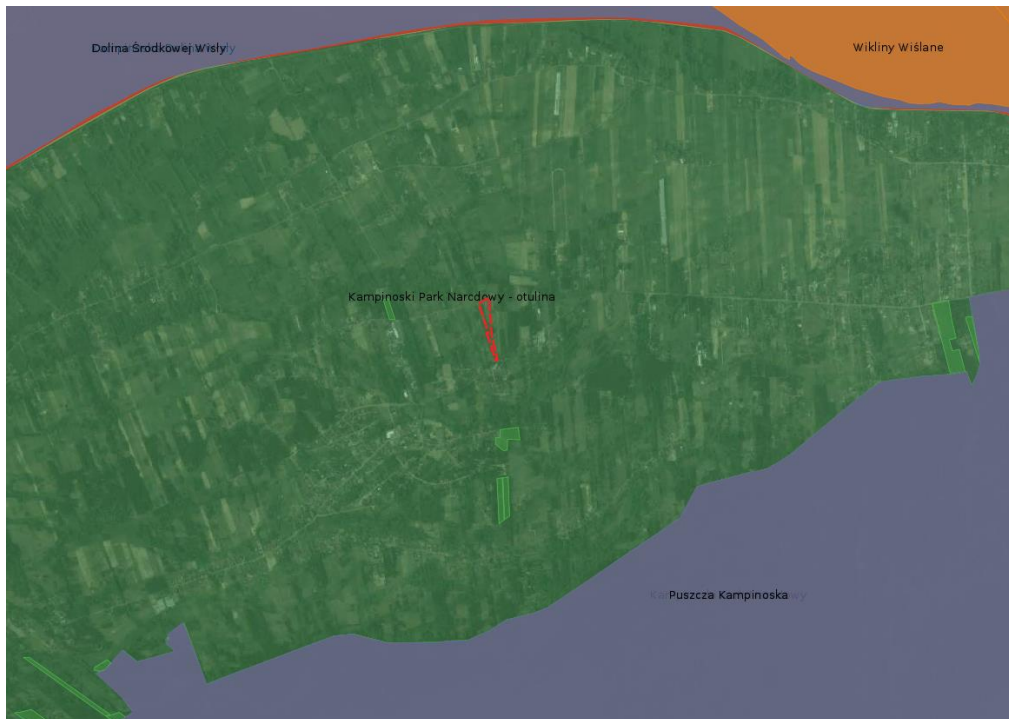 Dolina Środkowej Wisły
Wikliny Wiślane
Kampinoski Park Narodowy - otulina
Puszcza Kampinoska